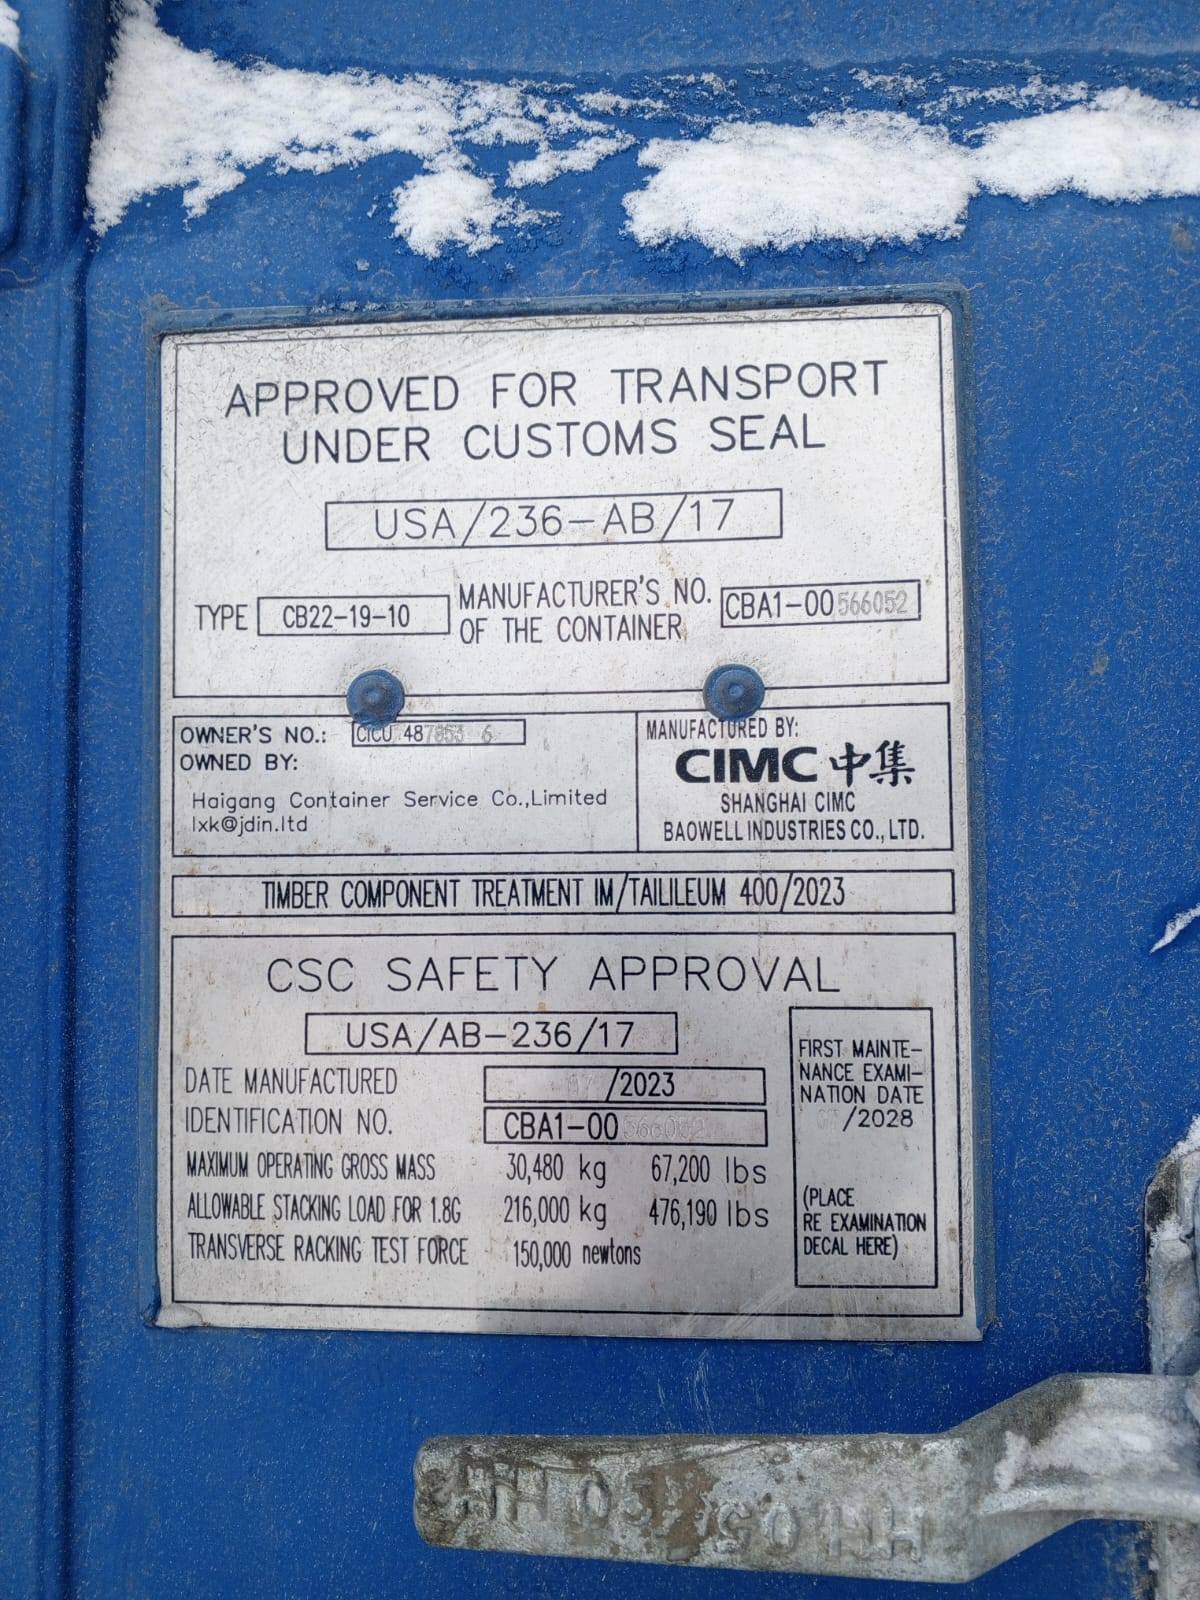 APPROVED FOR TRANSPORT
UNDER CUSTOMS SEAL
USA/236-AB/17
TYPE CB22-19-10
MANUFACTURER'S NO.
OF THE CONTAINER
CBA1-00566052
OWNER'S NO.: CICU 487853 6
OWNED BY:
Haigang Container Service Co.,Limited
lxk@jdin.ltd
MANUFACTURED BY:
CIMC 中集
SHANGHAI CIMC
BAOWELL INDUSTRIES CO., LTD.
TIMBER COMPONENT TREATMENT IM/TAILILEUM 400/2023
CSC SAFETY APPROVAL
USA/AB-236/17
DATE MANUFACTURED /2023
IDENTIFICATION NO. CBA1-00566052
MAXIMUM OPERATING GROSS MASS 30,480 kg 67,200 lbs
ALLOWABLE STACKING LOAD FOR 1.8G 216,000 kg 476,190 lbs
TRANSVERSE RACKING TEST FORCE 150,000 newtons
FIRST MAINTE-
NANCE EXAMI-
NATION DATE
/2028
(PLACE
RE EXAMINATION
DECAL HERE)